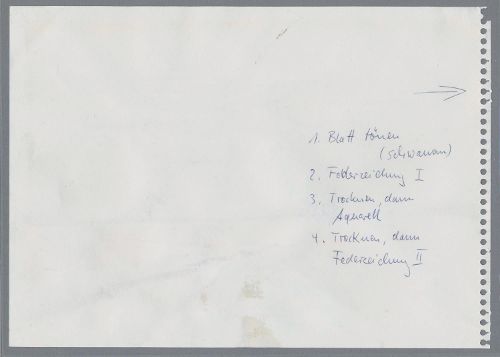 1. Blatt tönen
(Schwamm)
2. Federzeichnung I
3. Trocknen, dann
Aquarell
4. Trocknen, dann
Federzeichnung II